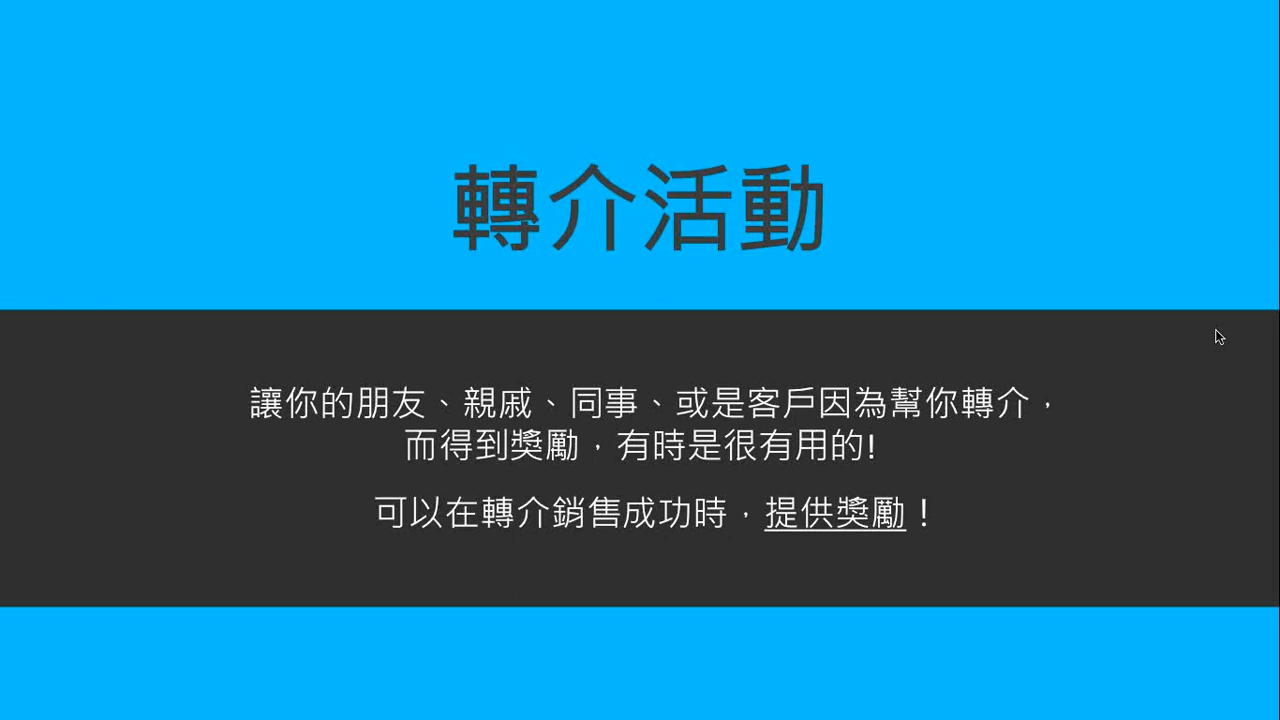 轉介活動
讓你的朋友、親戚、同事、或是客戶因為幫你轉介，
而得到獎勵，有時是很有用的!
可以在轉介銷售成功時，提供獎勵！